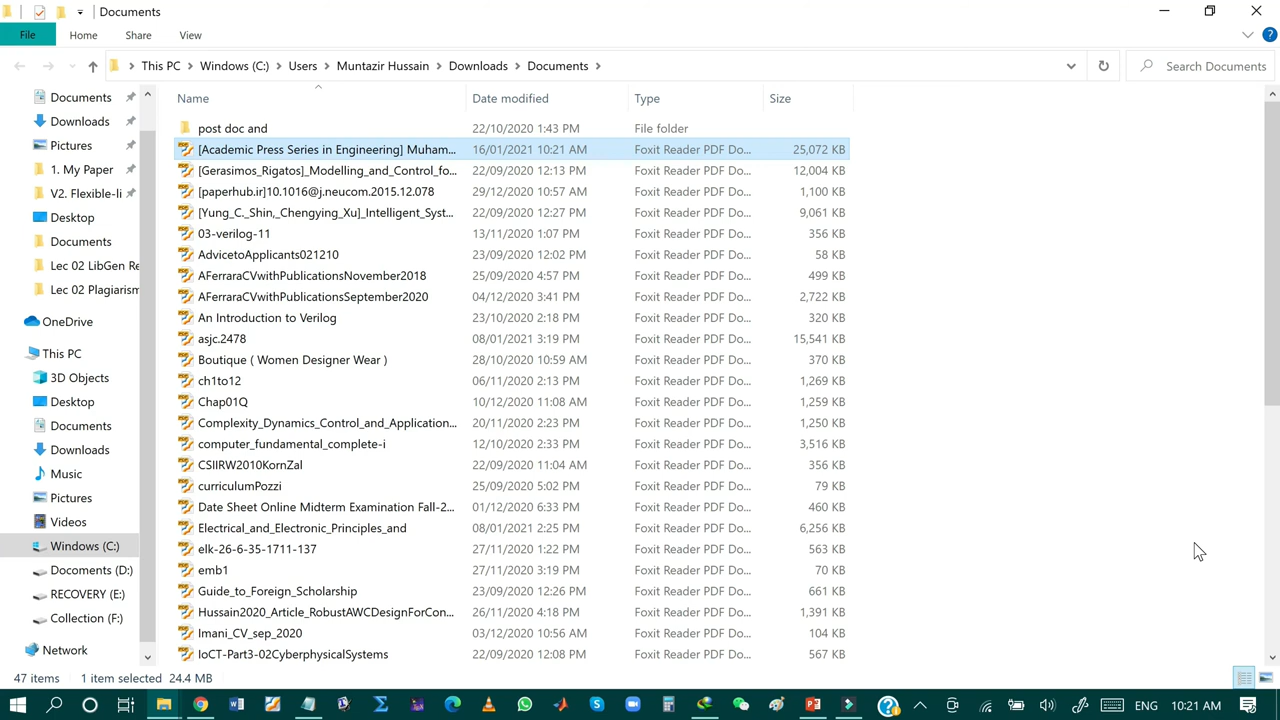 Documents
File Home Share View
This PC Windows (C:) Users Muntazir Hussain Downloads Documents Search Documents
Name Date modified Type Size
Documents
Downloads
Pictures
1. My Paper
V2. Flexible-li
Desktop
Documents
Lec 02 LibGen Re
Lec 02 Plagiarism
OneDrive
This PC
3D Objects
Desktop
Documents
Downloads
Music
Pictures
Videos
Windows (C:)
Documents (D:)
RECOVERY (E:)
Collection (F:)
Network
post doc and 22/10/2020 1:43 PM File folder
[Academic Press Series in Engineering] Muham... 16/01/2021 10:21 AM Foxit Reader PDF Do... 25,072 KB
[Gerasimos_Rigatos]_Modelling_and_Control_fo... 22/09/2020 12:13 PM Foxit Reader PDF Do... 12,004 KB
[paperhub.ir]10.1016@j.neucom.2015.12.078 29/12/2020 10:57 AM Foxit Reader PDF Do... 1,100 KB
[Yung_C._Shin,_Chengying_Xu]_Intelligent_Syst... 22/09/2020 12:27 PM Foxit Reader PDF Do... 9,061 KB
03-verilog-11 13/11/2020 1:07 PM Foxit Reader PDF Do... 356 KB
AdvicetoApplicants021210 23/09/2020 12:02 PM Foxit Reader PDF Do... 58 KB
AFerraraCVwithPublicationsNovember2018 25/09/2020 4:57 PM Foxit Reader PDF Do... 499 KB
AFerraraCVwithPublicationsSeptember2020 04/12/2020 3:41 PM Foxit Reader PDF Do... 2,722 KB
An Introduction to Verilog 23/10/2020 2:18 PM Foxit Reader PDF Do... 320 KB
asjc.2478 08/01/2021 3:19 PM Foxit Reader PDF Do... 15,541 KB
Boutique ( Women Designer Wear ) 28/10/2020 10:59 AM Foxit Reader PDF Do... 370 KB
ch1to12 06/11/2020 2:13 PM Foxit Reader PDF Do... 1,269 KB
Chap01Q 10/12/2020 11:08 AM Foxit Reader PDF Do... 1,259 KB
Complexity_Dynamics_Control_and_Application... 20/11/2020 2:23 PM Foxit Reader PDF Do... 1,250 KB
computer_fundamental_complete-i 12/10/2020 2:33 PM Foxit Reader PDF Do... 3,516 KB
CSIIRW2010KornZal 22/09/2020 11:04 AM Foxit Reader PDF Do... 356 KB
curriculumPozzi 25/09/2020 5:02 PM Foxit Reader PDF Do... 79 KB
Date Sheet Online Midterm Examination Fall-2... 01/12/2020 6:33 PM Foxit Reader PDF Do... 460 KB
Electrical_and_Electronic_Principles_and 08/01/2021 2:25 PM Foxit Reader PDF Do... 6,256 KB
elk-26-6-35-1711-137 27/11/2020 1:22 PM Foxit Reader PDF Do... 563 KB
emb1 27/11/2020 3:19 PM Foxit Reader PDF Do... 70 KB
Guide_to_Foreign_Scholarship 23/09/2020 12:26 PM Foxit Reader PDF Do... 661 KB
Hussain2020_Article_RobustAWCDesignForCon... 26/11/2020 4:18 PM Foxit Reader PDF Do... 1,391 KB
Imani_CV_sep_2020 03/12/2020 10:56 AM Foxit Reader PDF Do... 104 KB
IoCT-Part3-02CyberphysicalSystems 22/09/2020 12:08 PM Foxit Reader PDF Do... 567 KB
47 items 1 item selected 24.4 MB
ENG 10:21 AM